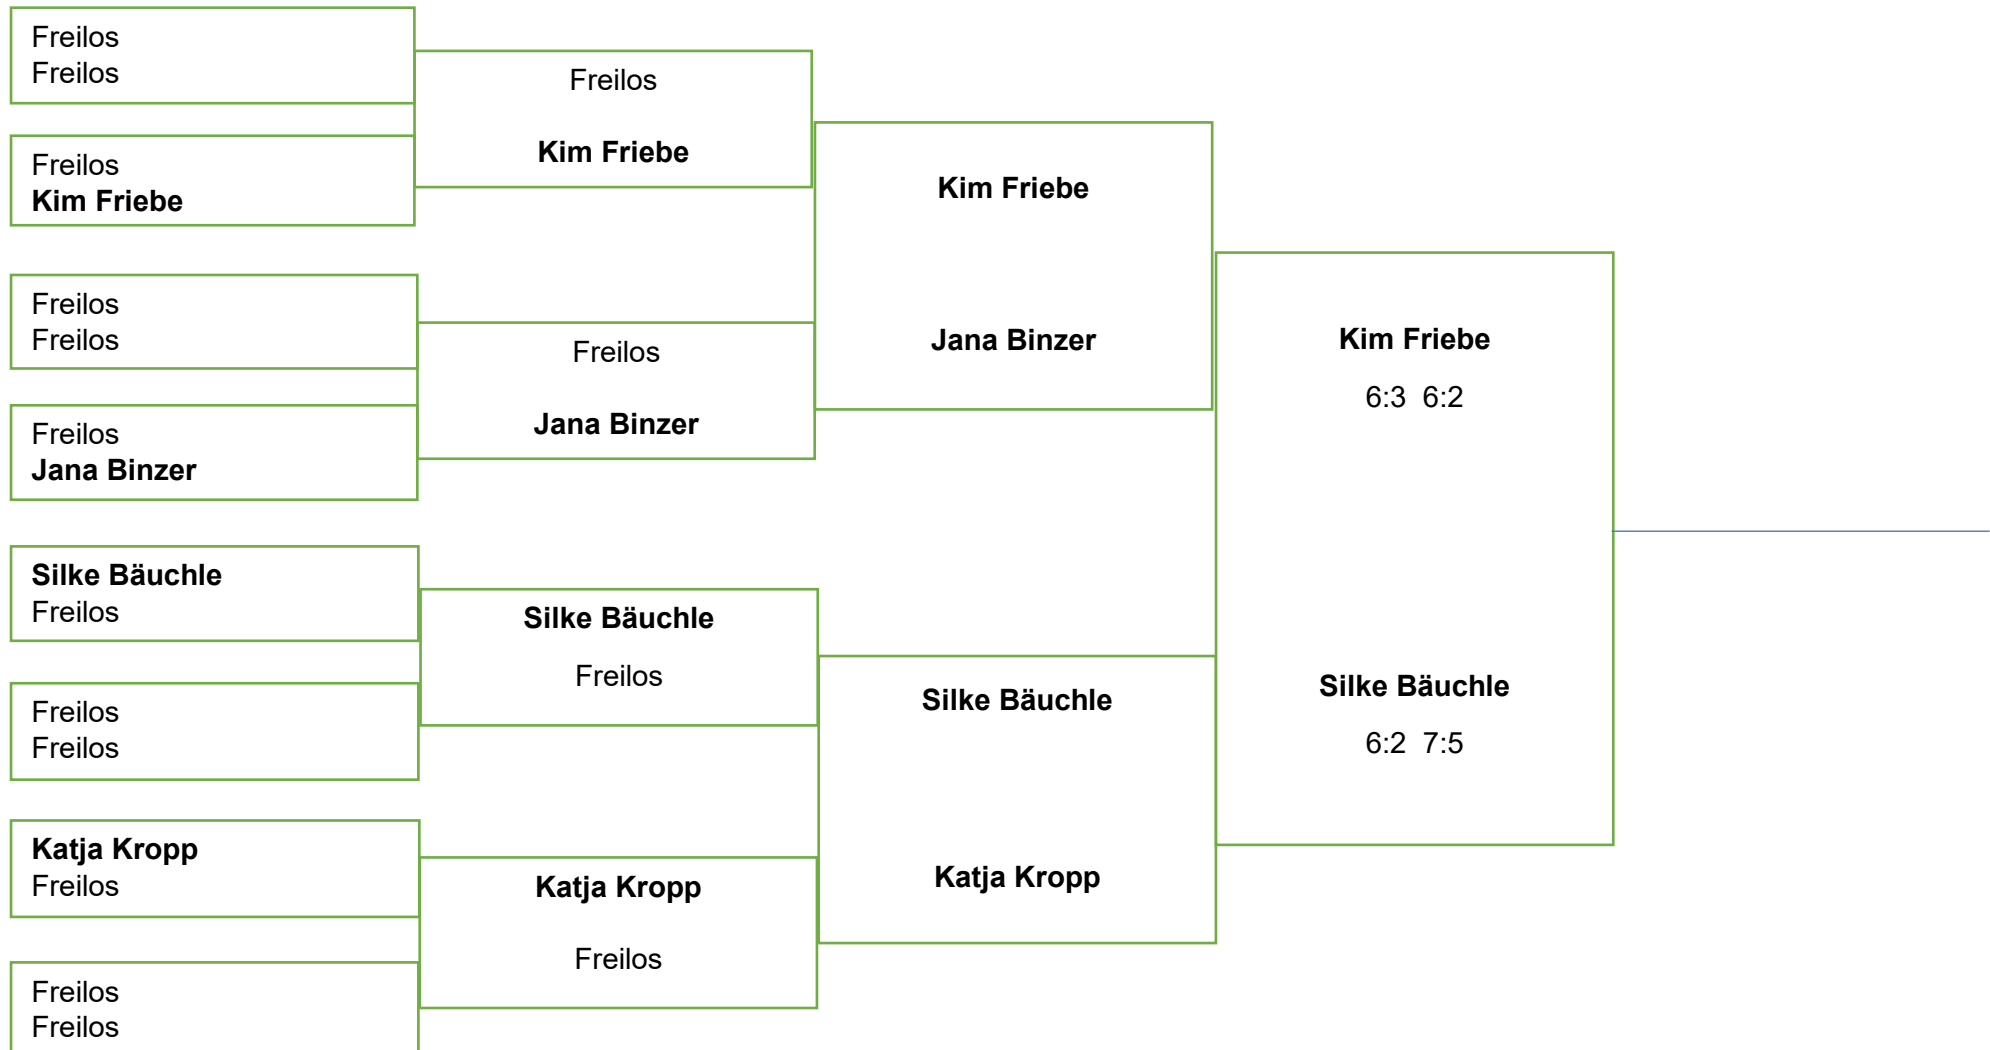 Freilos
Freilos
Freilos
Kim Friebe
Freilos
Freilos
Freilos
Jana Binzer
Silke Bäuchle
Freilos
Freilos
Freilos
Katja Kropp
Freilos
Freilos
Freilos
Freilos
Kim Friebe
Freilos
Jana Binzer
Silke Bäuchle
Freilos
Katja Kropp
Freilos
Kim Friebe
Jana Binzer
Silke Bäuchle
Katja Kropp
Kim Friebe
6:3 6:2
Silke Bäuchle
6:2 7:5